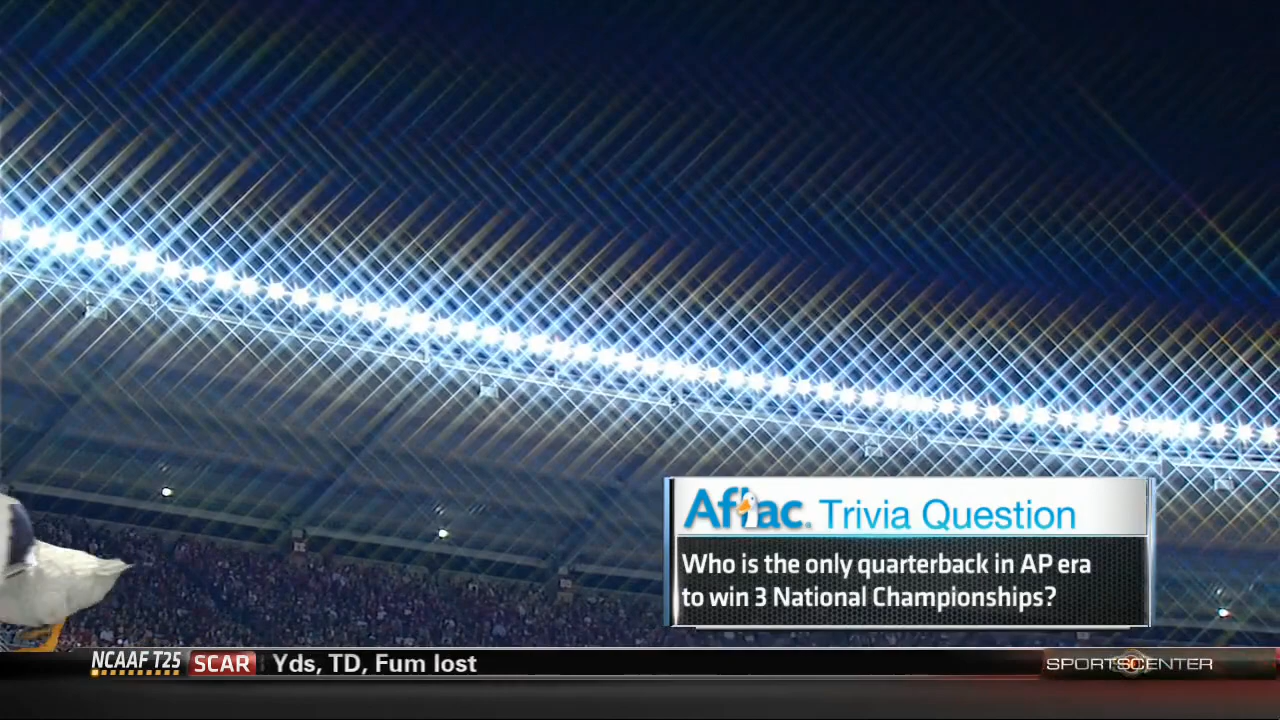 Aflac. Trivia Question
Who is the only quarterback in AP era
to win 3 National Championships?
NCAAF T25 SCAR Yds, TD, Fum lost SPORTSCENTER